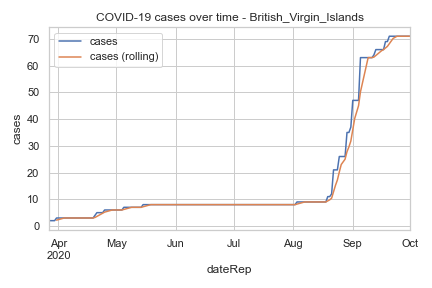 COVID-19 cases over time - British_Virgin_Islands
cases
cases (rolling)
70
60
50
40
30
20
10
0
cases
Apr May Jun Jul Aug Sep Oct
2020
dateRep